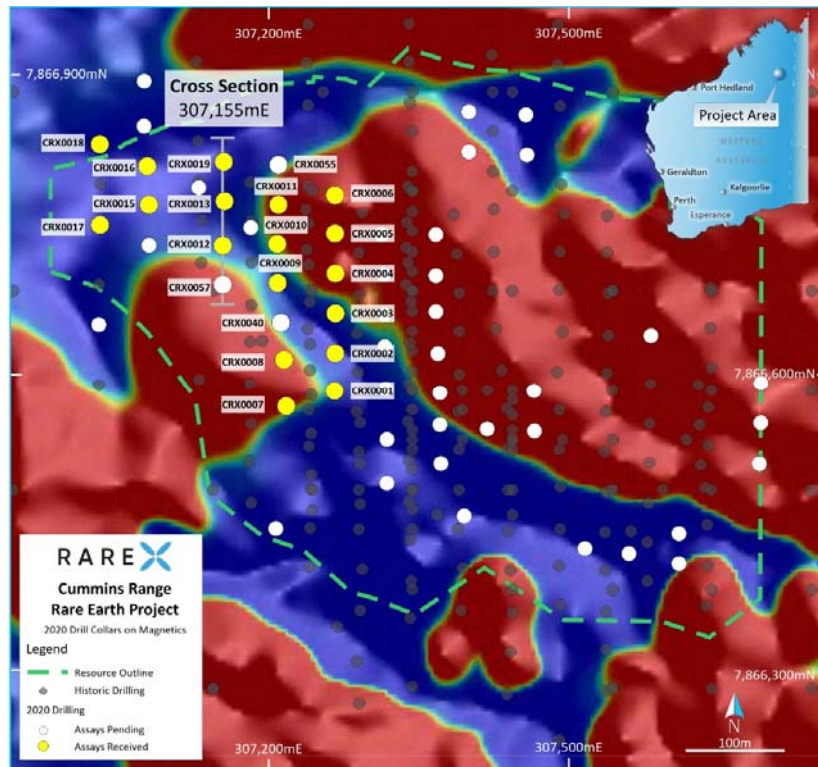 307,200mE
307,500mE
7,866,900mN
Cross Section
307,155mE
Port Hedland
Project Area
WESTERN
AUSTRALIA
Geraldton
Kalgoorlie
Perth
Esperance
CRX0018
CRX0016
CRX0019
CRX0055
CRX0011
CRX0006
CRX0015
CRX0013
CRX0017
CRX0010
CRX0005
CRX0012
CRX0009
CRX0004
CRX0057
CRX0040
CRX0003
CRX0008
CRX0002
7,866,600mN
CRX0007
CRX0001
RAREX
Cummins Range
Rare Earth Project
2020 Drill Collars on Magnetics
Legend
Resource Outline
Historic Drilling
2020 Drilling
Assays Pending
Assays Received
7,866,300mN
N
307,200mE
307,500mE
100m